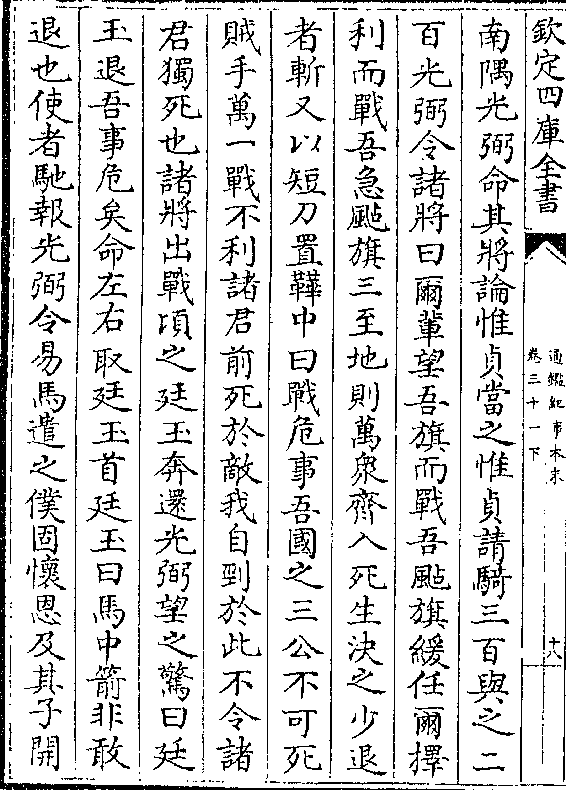 欽定四庫全書
通鑑紀事本末
卷三十一下
十八
南隅光弼命其將論惟貞當之惟貞請騎三百與之二
百光弼令諸將曰爾輩望吾旗而戰吾颭旗緩任爾擇
利而戰吾急颭旗三至地則萬衆齊入死生決之少退
者斬又以短刀置鞾中曰戰危事吾國之三公不可死
賊手萬一戰不利諸君前死於敵我自剄於此不令諸
君獨死也諸將出戰頃之廷玉奔還光弼望之驚曰廷
玉退吾事危矣命左右取廷玉首廷玉曰馬中箭非敢
退也使者馳報光弼令易馬遣之僕固懷恩及其子開